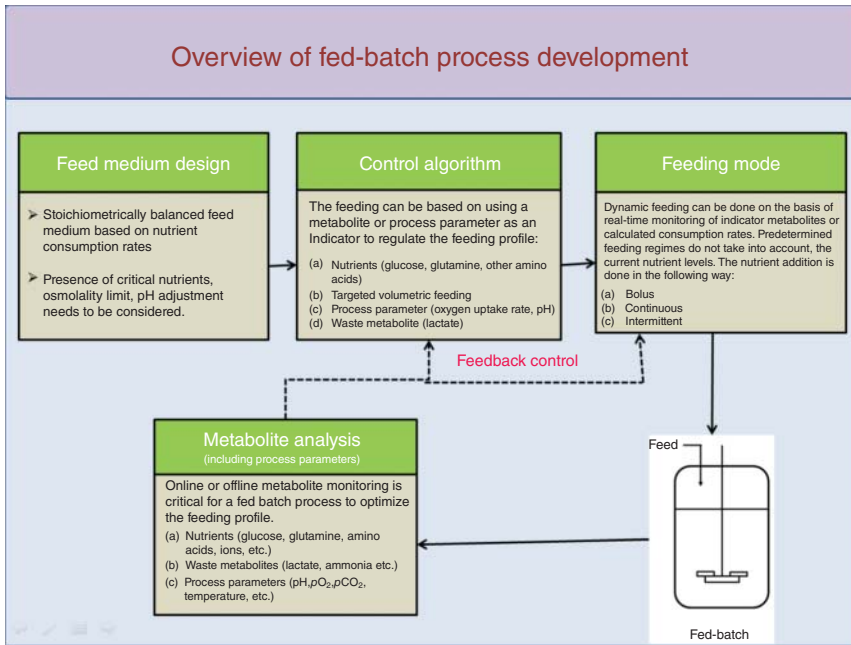 Overview of fed-batch process development
Feed medium design
➢ Stoichiometrically balanced feed
medium based on nutrient
consumption rates
➢ Presence of critical nutrients,
osmolality limit, pH adjustment
needs to be considered.
Control algorithm
The feeding can be based on using a
metabolite or process parameter as an
Indicator to regulate the feeding profile:
(a) Nutrients (glucose, glutamine, other amino
acids)
(b) Targeted volumetric feeding
(c) Process parameter (oxygen uptake rate, pH)
(d) Waste metabolite (lactate)
Feeding mode
Dynamic feeding can be done on the basis of
real-time monitoring of indicator metabolites or
calculated consumption rates. Predetermined
feeding regimes do not take into account, the
current nutrient levels. The nutrient addition is
done in the following way:
(a) Bolus
(b) Continuous
(c) Intermittent
Feedback control
Metabolite analysis
(including process parameters)
Online or offline metabolite monitoring is
critical for a fed batch process to optimize
the feeding profile.
(a) Nutrients (glucose, glutamine, amino
acids, ions, etc.)
(b) Waste metabolites (lactate, ammonia etc.)
(c) Process parameters (pH,pO₂,pCO₂,
temperature, etc.)
Feed
Fed-batch